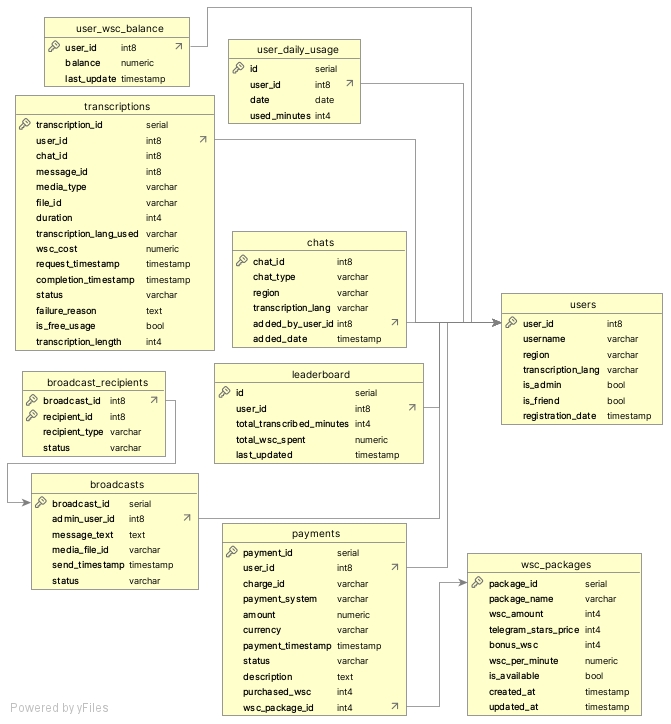 user_wsc_balance
user_id int8
balance numeric
last_update timestamp
user_daily_usage
id serial
user_id int8
date date
used_minutes int4
transcriptions
transcription_id serial
user_id int8
chat_id int8
message_id int8
media_type varchar
file_id varchar
duration int4
transcription_lang_used varchar
wsc_cost numeric
request_timestamp timestamp
completion_timestamp timestamp
status varchar
failure_reason text
is_free_usage bool
transcription_length int4
chats
chat_id int8
chat_type varchar
region varchar
transcription_lang varchar
added_by_user_id int8
added_date timestamp
users
user_id int8
username varchar
region varchar
transcription_lang varchar
is_admin bool
is_friend bool
registration_date timestamp
broadcast_recipients
broadcast_id int8
recipient_id int8
recipient_type varchar
status varchar
leaderboard
id serial
user_id int8
total_transcribed_minutes int4
total_wsc_spent numeric
last_updated timestamp
broadcasts
broadcast_id serial
admin_user_id int8
message_text text
media_file_id varchar
send_timestamp timestamp
status varchar
payments
payment_id serial
user_id int8
charge_id varchar
payment_system varchar
amount numeric
currency varchar
payment_timestamp timestamp
status varchar
description text
purchased_wsc int4
wsc_package_id int4
wsc_packages
package_id serial
package_name varchar
wsc_amount int4
telegram_stars_price int4
bonus_wsc int4
wsc_per_minute numeric
is_available bool
created_at timestamp
updated_at timestamp
Powered by yFiles